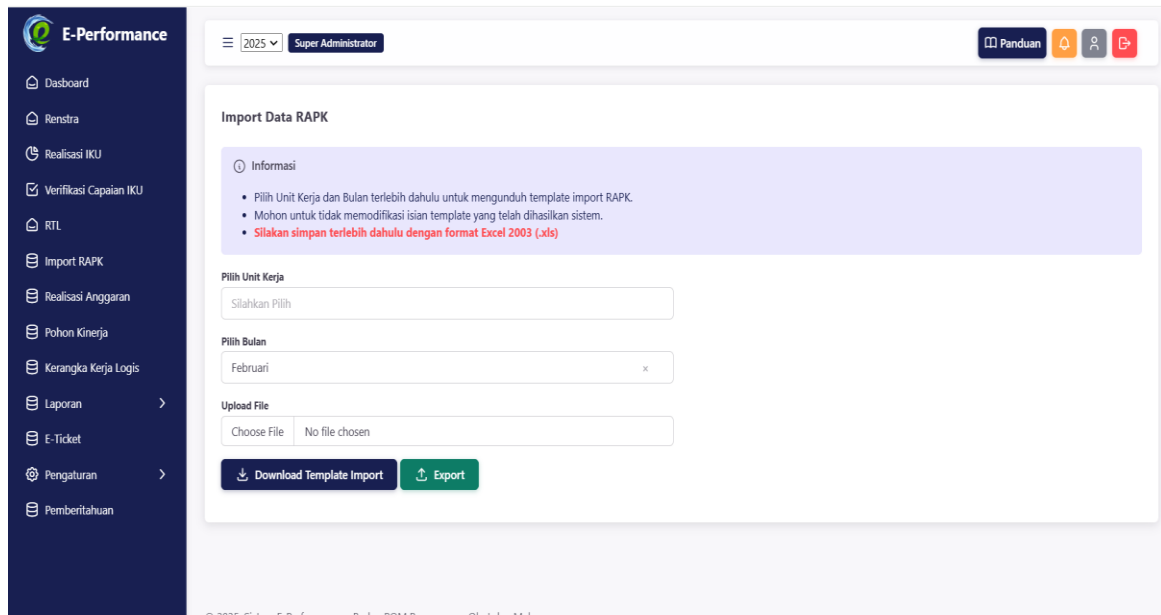 E-Performance
Dasboard
Renstra
Realisasi IKU
Verifikasi Capaian IKU
RTL
Import RAPK
Realisasi Anggaran
Pohon Kinerja
Kerangka Kerja Logis
Laporan
E-Ticket
Pengaturan
Pemberitahuan
2025 Super Administrator
Panduan
Import Data RAPK
Informasi
• Pilih Unit Kerja dan Bulan terlebih dahulu untuk mengunduh template import RAPK.
• Mohon untuk tidak memodifikasi isian template yang telah dihasilkan sistem.
• Silakan simpan terlebih dahulu dengan format Excel 2003 (.xls)
Pilih Unit Kerja
Silahkan Pilih
Pilih Bulan
Februari ×
Upload File
Choose File No file chosen
Download Template Import Export